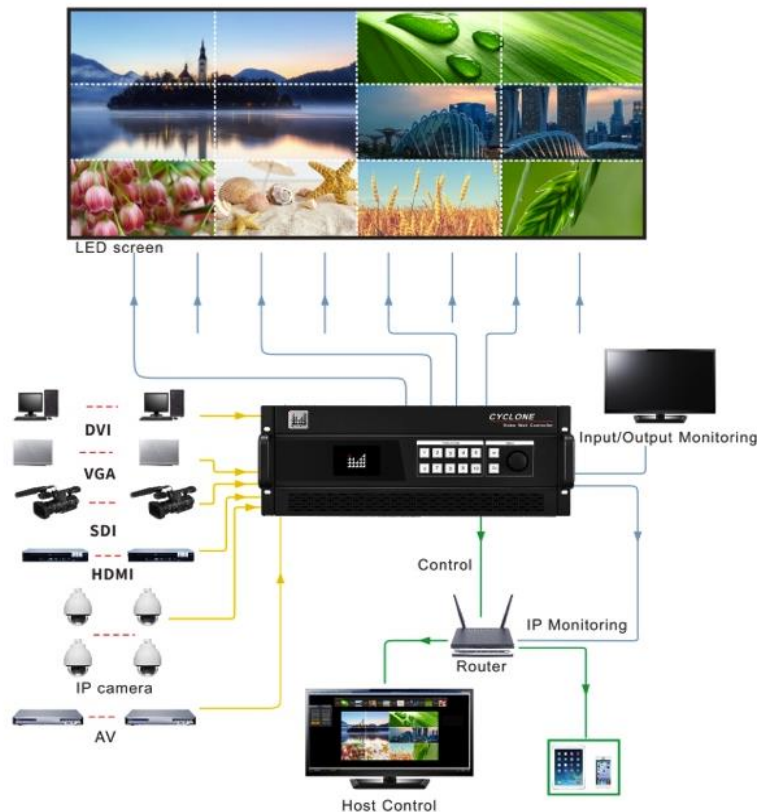 LED screen
CYCLONE
Video Wall Controller
Input/Output Monitoring
DVI
VGA
SDI
HDMI
Control
IP Monitoring
Router
IP camera
AV
Host Control